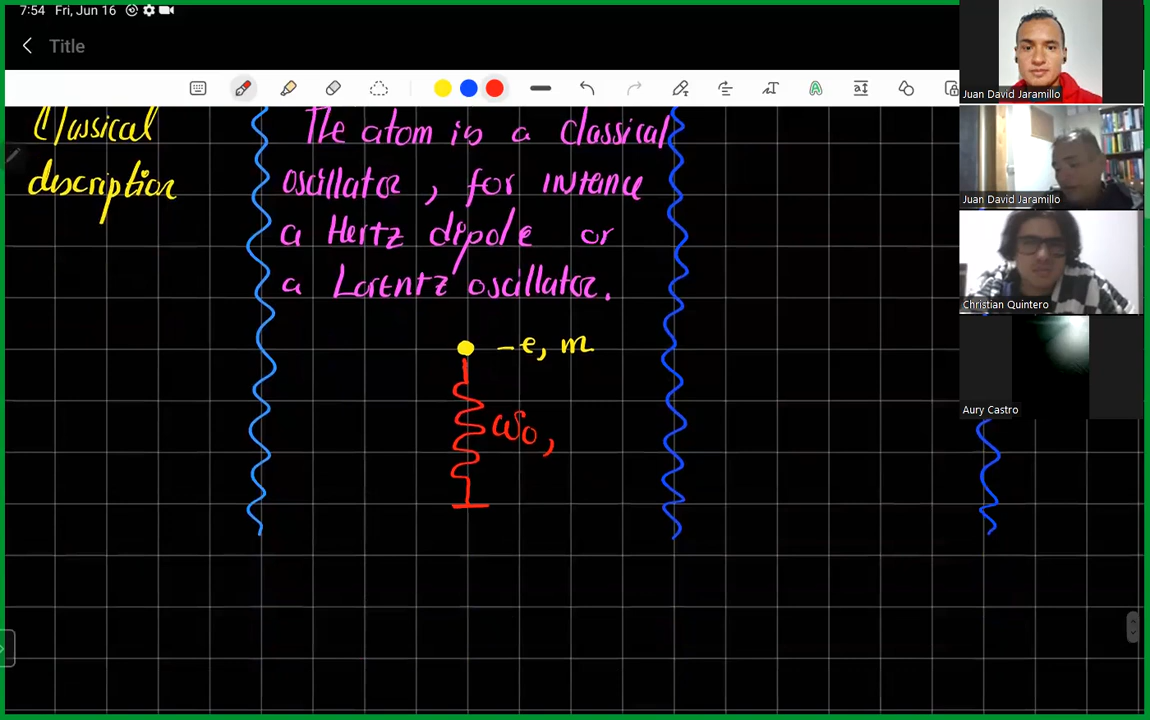 7:54 Fri, Jun 16
Title
Classical
description
The atom is a classical
oscillator, for instance
a Hertz dipole or
a Lorentz oscillator.
-e, m
ω₀,
Juan David Jaramillo
Juan David Jaramillo
Christian Quintero
Aury Castro